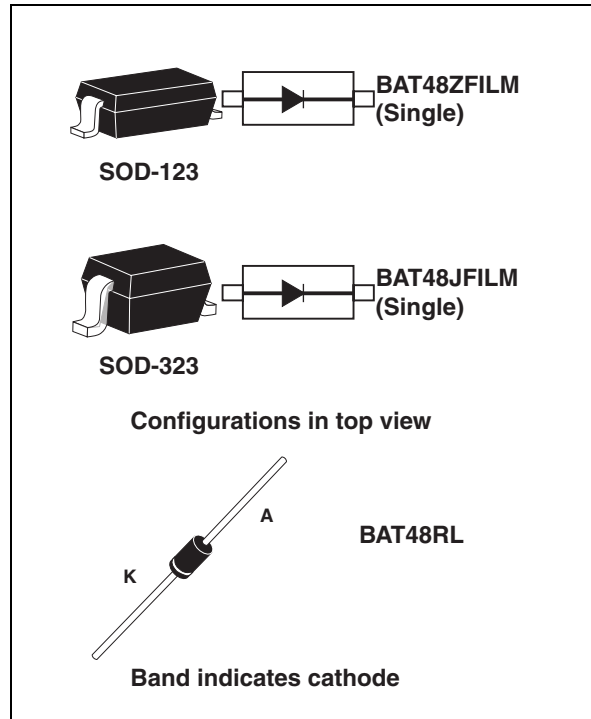 BAT48ZFILM
(Single)
SOD-123
BAT48JFILM
(Single)
SOD-323
Configurations in top view
A
BAT48RL
K
Band indicates cathode